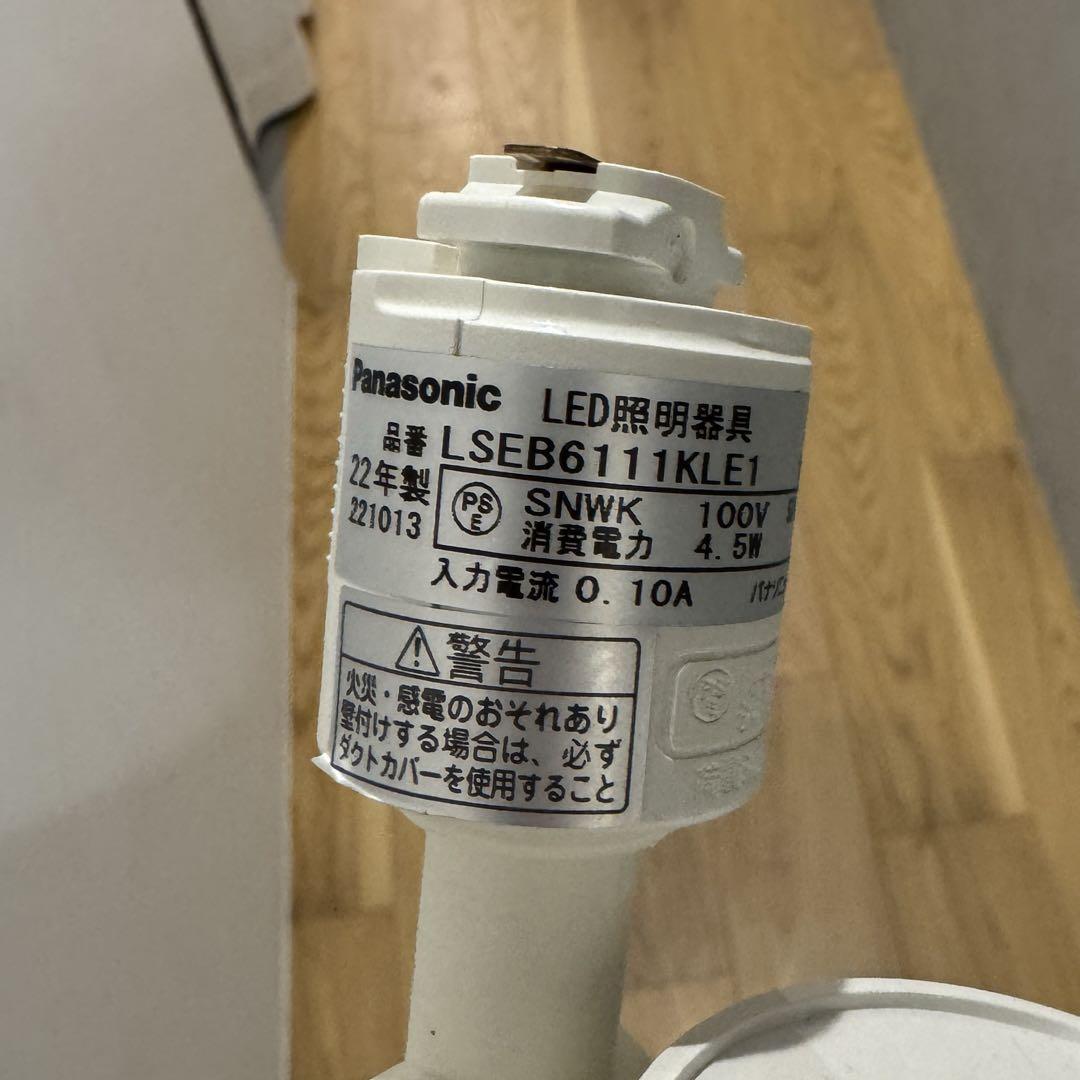 Panasonic LED照明器具
品番 LSEB6111KLE1
22年製
221013
PS
E
SNWK 100V
消費電力 4.5W
入力電流 0.10A
警告
火災・感電のおそれあり
壁付けする場合は、必ず
ダクトカバーを使用すること